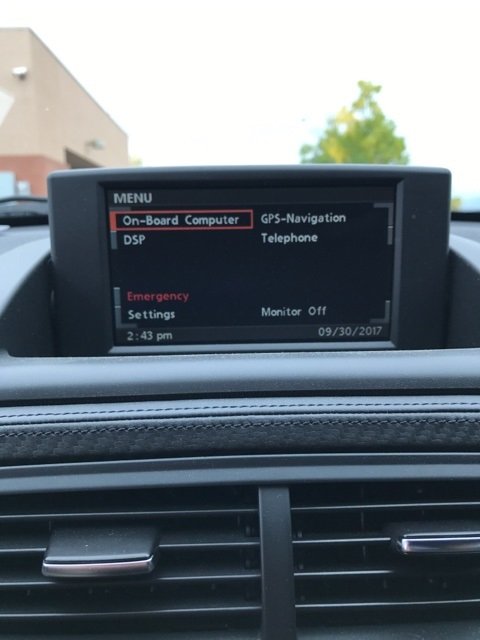 MENU
On-Board Computer GPS-Navigation
DSP Telephone
Emergency
Settings Monitor Off
2:43 pm 09/30/2017